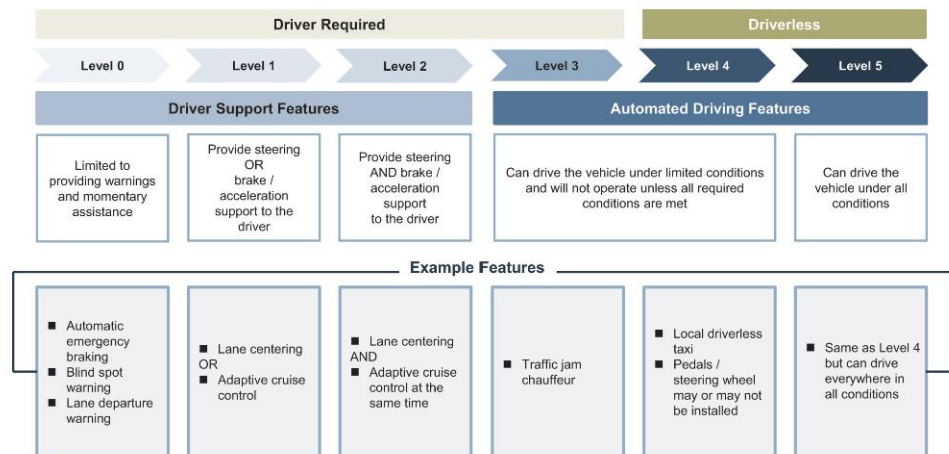 Driver Required
Driverless
Level 0
Level 1
Level 2
Level 3
Level 4
Level 5
Driver Support Features
Automated Driving Features
Limited to
providing warnings
and momentary
assistance
Provide steering
OR
brake /
acceleration
support to the
driver
Provide steering
AND brake /
acceleration
support
to the driver
Can drive the vehicle under limited conditions
and will not operate unless all required
conditions are met
Can drive the
vehicle under all
conditions
Example Features
■ Automatic
emergency
braking
■ Blind spot
warning
■ Lane departure
warning
■ Lane centering
OR
■ Adaptive cruise
control
■ Lane centering
AND
■ Adaptive cruise
control at the
same time
■ Traffic jam
chauffeur
■ Local driverless
taxi
■ Pedals /
steering wheel
may or may not
be installed
■ Same as Level 4
but can drive
everywhere in
all conditions